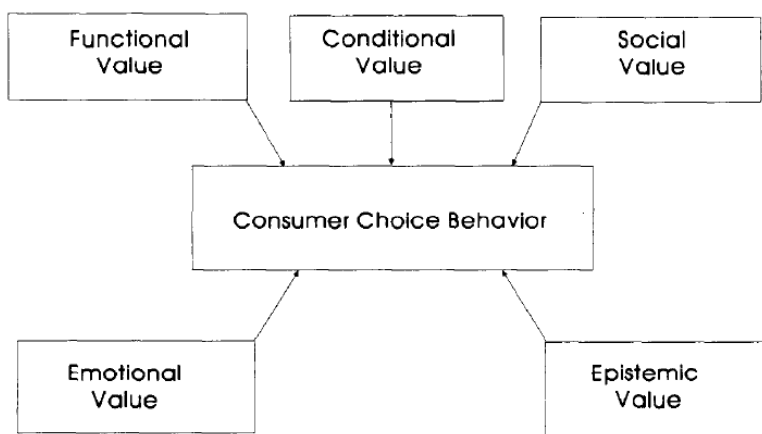 Functional
Value
Conditional
Value
Social
Value
Consumer Choice Behavior
Emotional
Value
Epistemic
Value